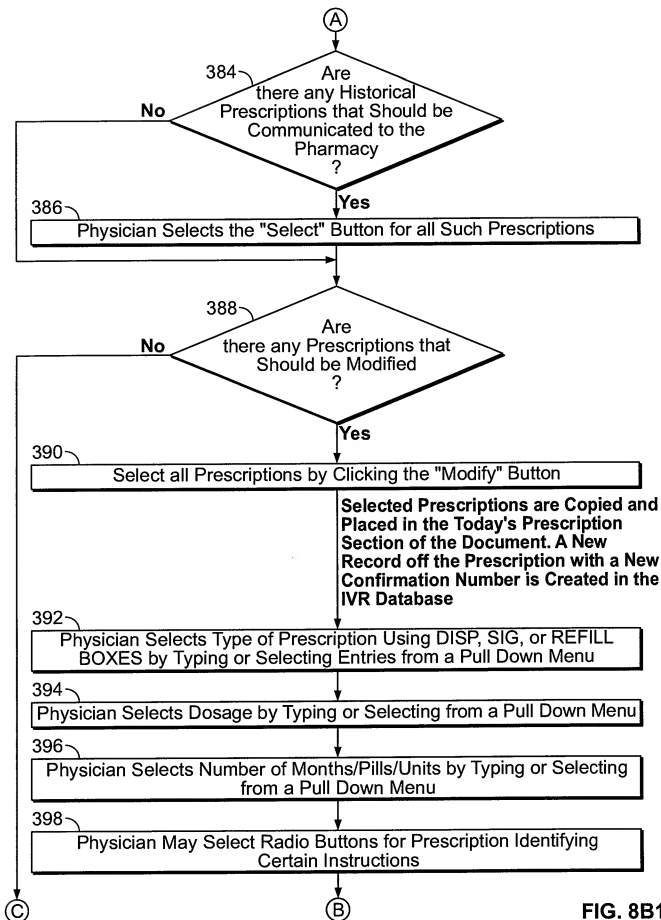 A
384
Are
there any Historical
Prescriptions that Should be
Communicated to the
Pharmacy
?
No
Yes
386
Physician Selects the "Select" Button for all Such Prescriptions
388
Are
there any Prescriptions that
Should be Modified
?
No
Yes
390
Select all Prescriptions by Clicking the "Modify" Button
Selected Prescriptions are Copied and
Placed in the Today's Prescription
Section of the Document. A New
Record off the Prescription with a New
Confirmation Number is Created in the
IVR Database
392
Physician Selects Type of Prescription Using DISP, SIG, or REFILL
BOXES by Typing or Selecting Entries from a Pull Down Menu
394
Physician Selects Dosage by Typing or Selecting from a Pull Down Menu
396
Physician Selects Number of Months/Pills/Units by Typing or Selecting
from a Pull Down Menu
398
Physician May Select Radio Buttons for Prescription Identifying
Certain Instructions
C
B
FIG. 8B1